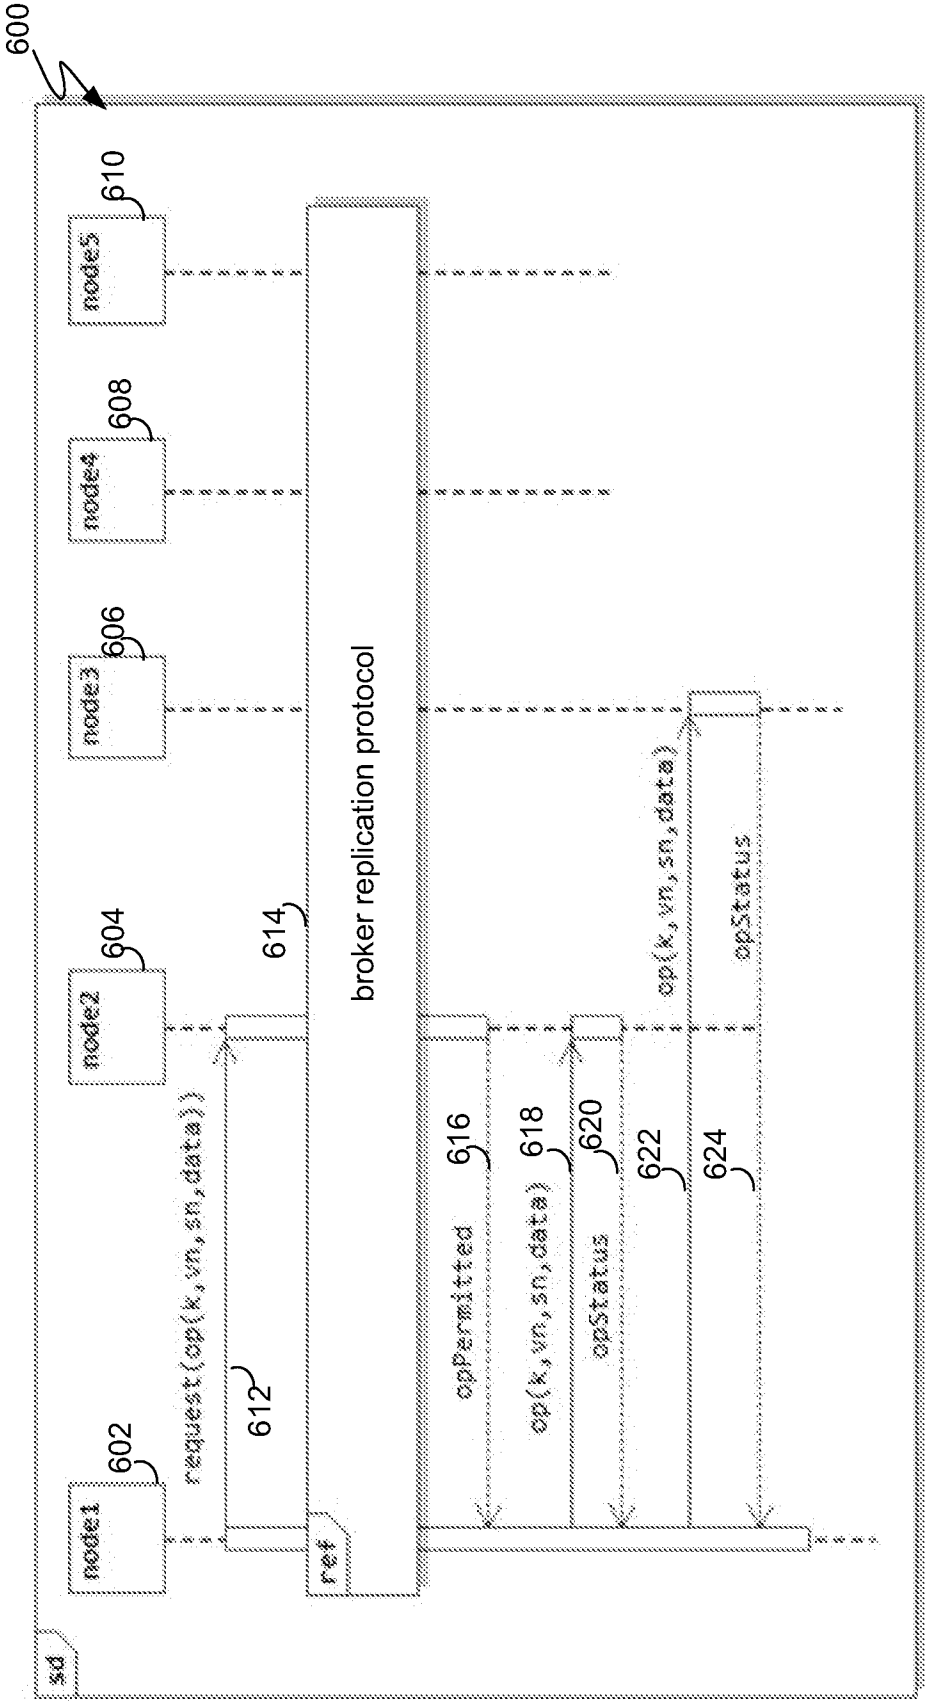 600
sd
node1
602
node2
604
node3
606
node4
608
node5
610
request(op(k,vn,sn,data))
612
614
ref
broker replication protocol
opPermitted
616
op(k,vn,sn,data)
618
opStatus
620
op(k,vn,sn,data)
622
opStatus
624